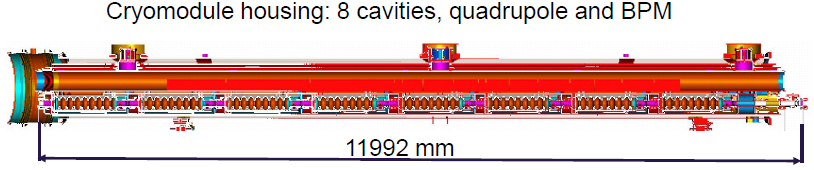 Cryomodule housing: 8 cavities, quadrupole and BPM
11992 mm